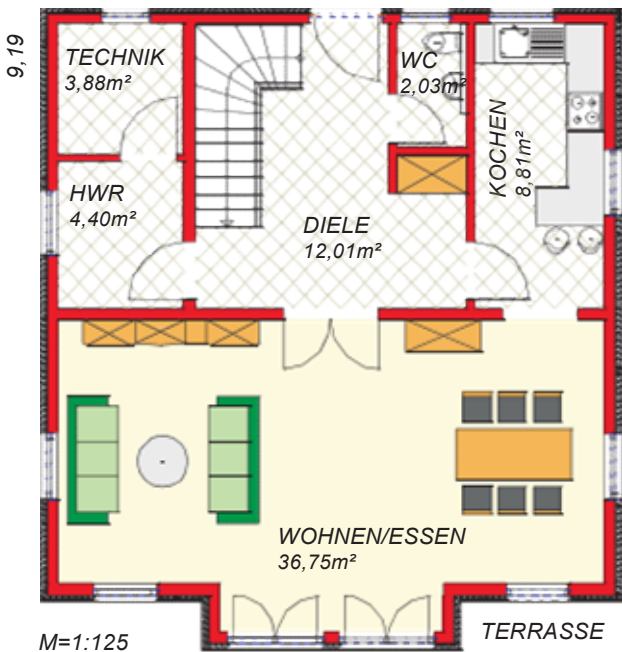 9,19
TECHNIK
3,88m²
WC
2,03m²
KOCHEN
8,81m²
HWR
4,40m²
DIELE
12,01m²
WOHNEN/ESSEN
36,75m²
M=1:125
TERRASSE